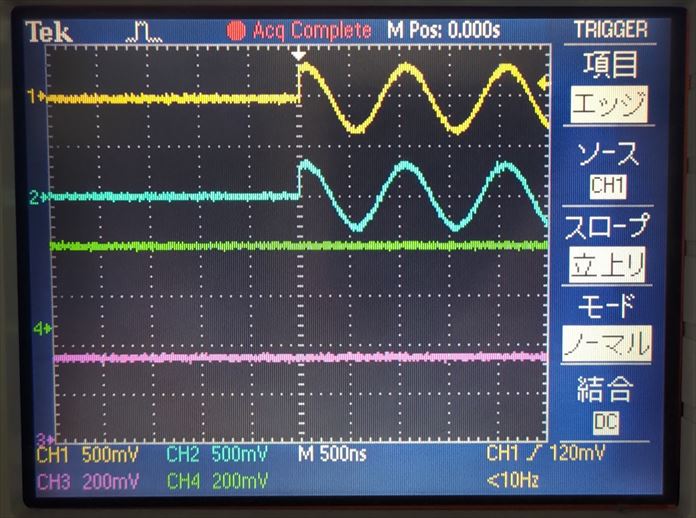 Tek Acq Complete M Pos: 0.000s TRIGGER
項目
エッジ
ソース
CH1
スロープ
立上り
モード
ノーマル
結合
DC
1
2
4
3
CH1 500mV CH2 500mV M 500ns CH1 120mV
CH3 200mV CH4 200mV <10Hz